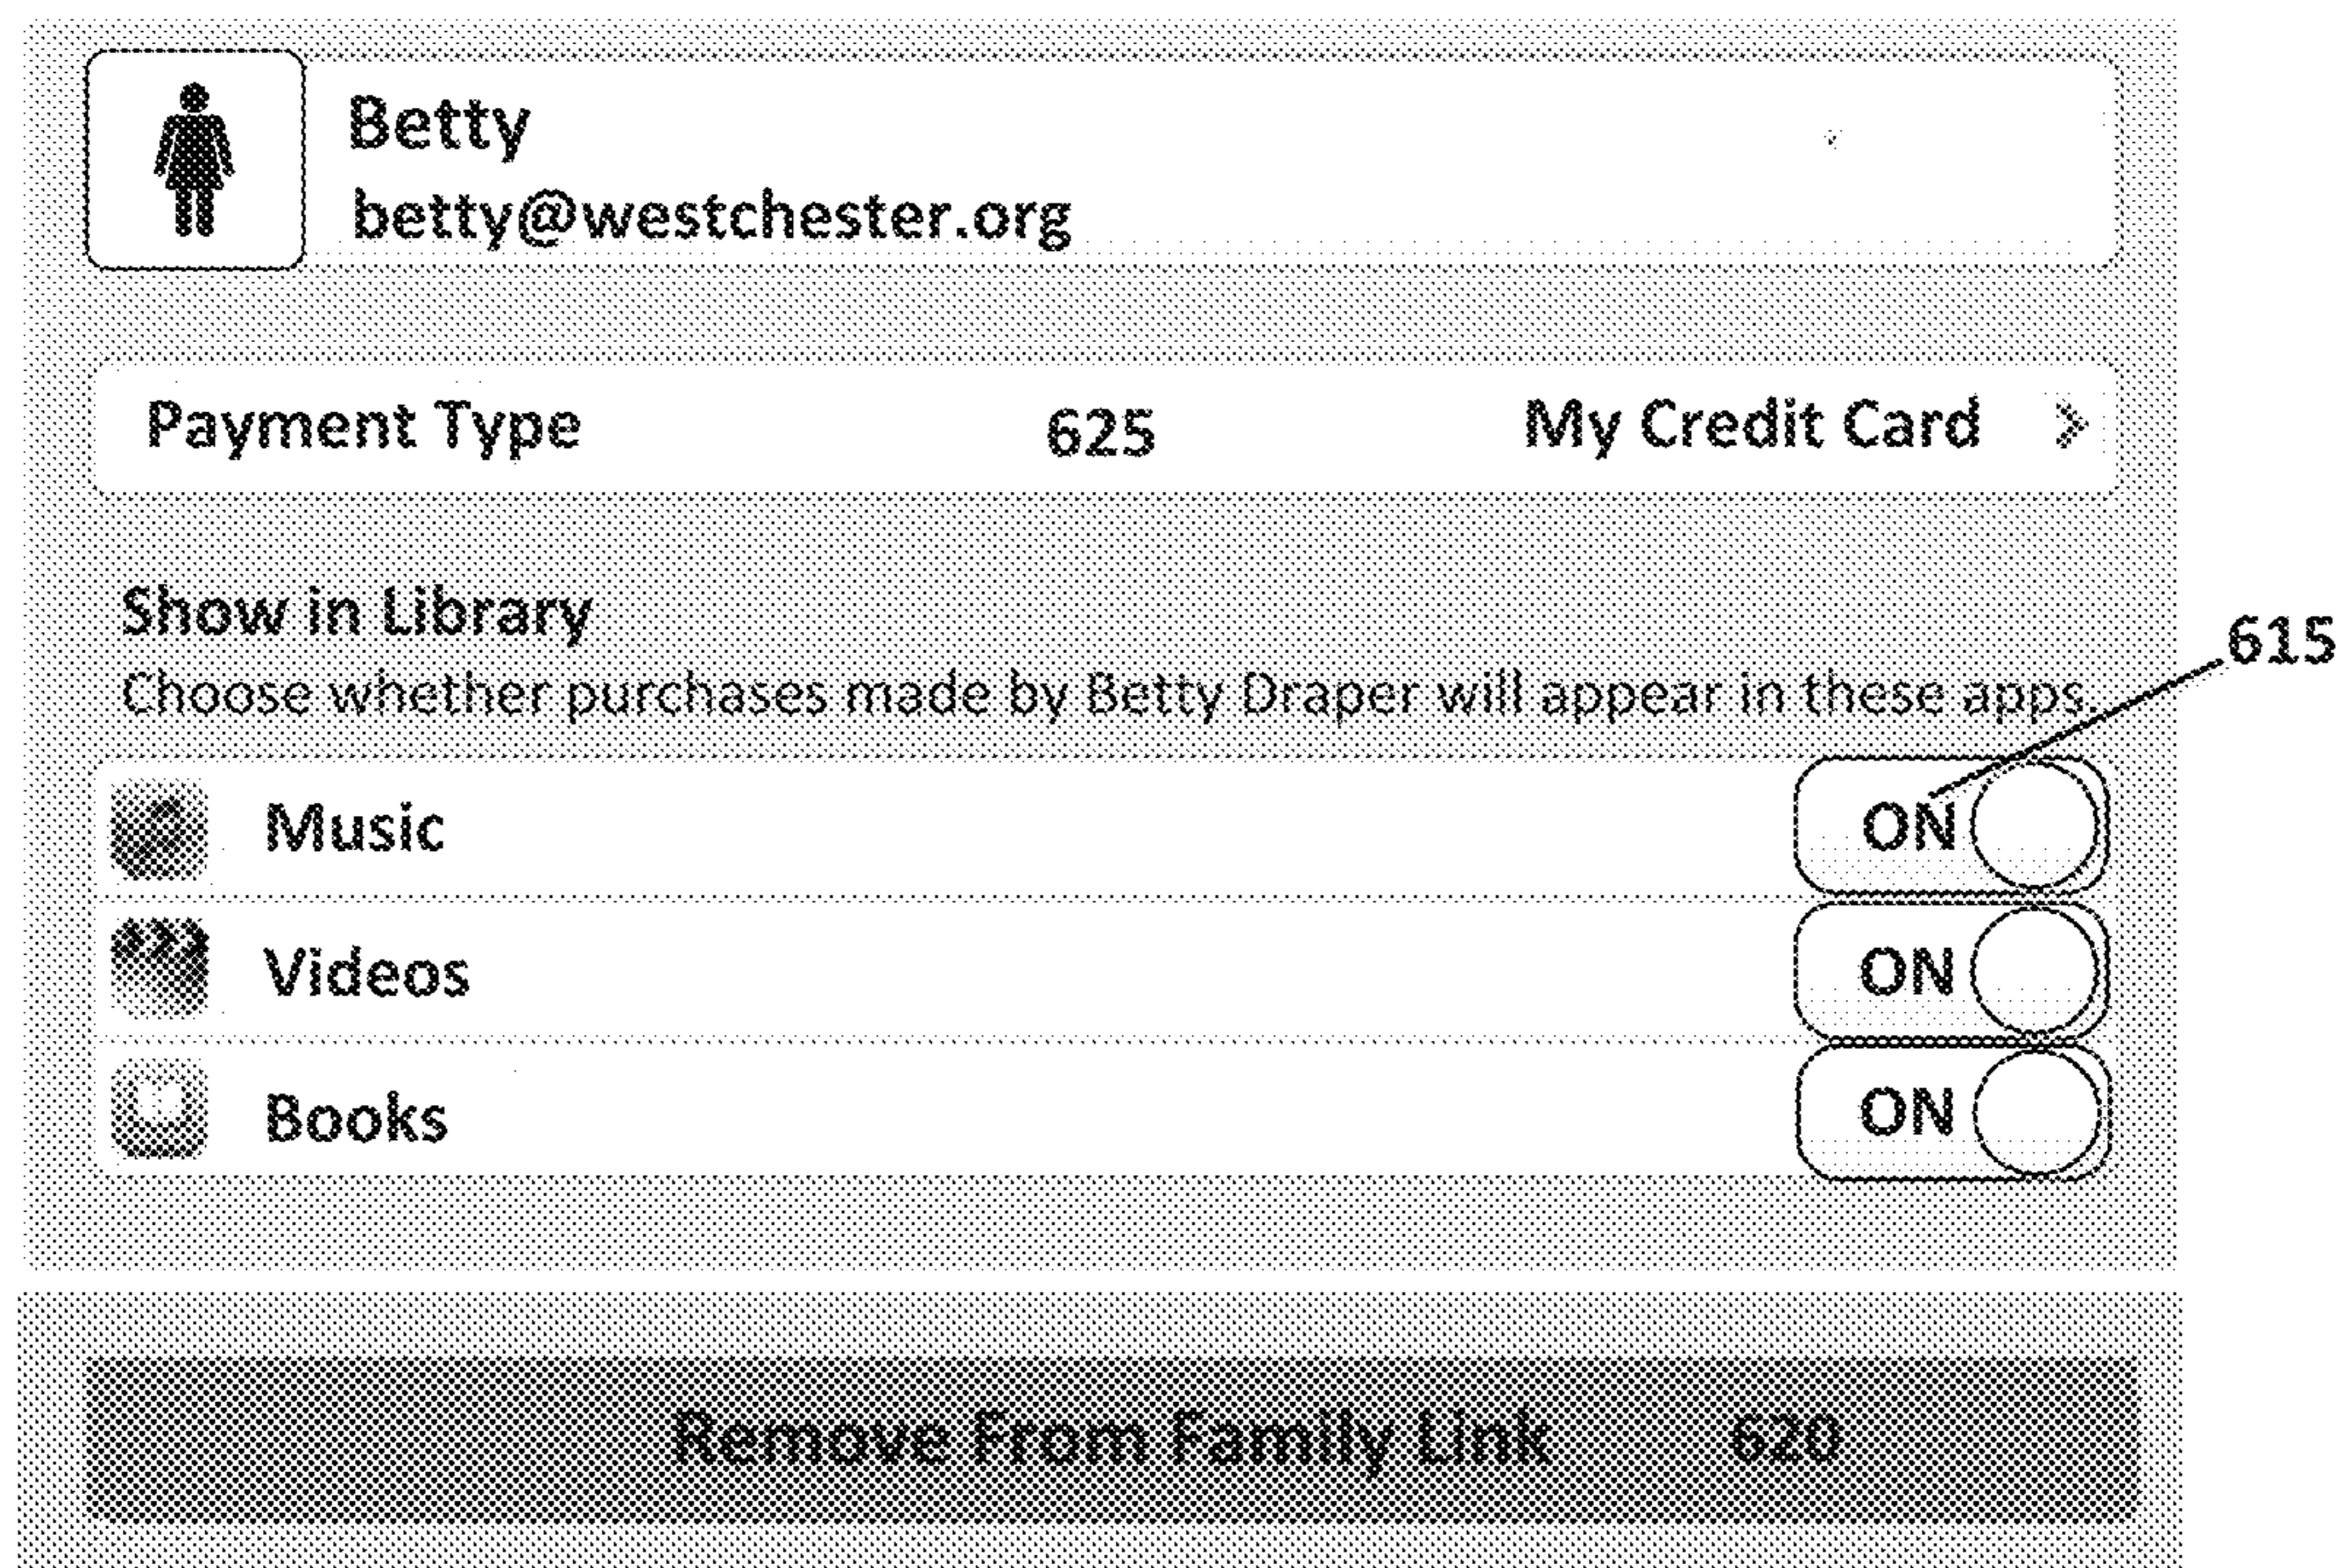 Betty
betty@westchester.org
Payment Type 625 My Credit Card >
Show in Library
615
Choose whether purchases made by Betty Draper will appear in these apps.
Music ON
Videos ON
Books ON
Remove From Family Link 620